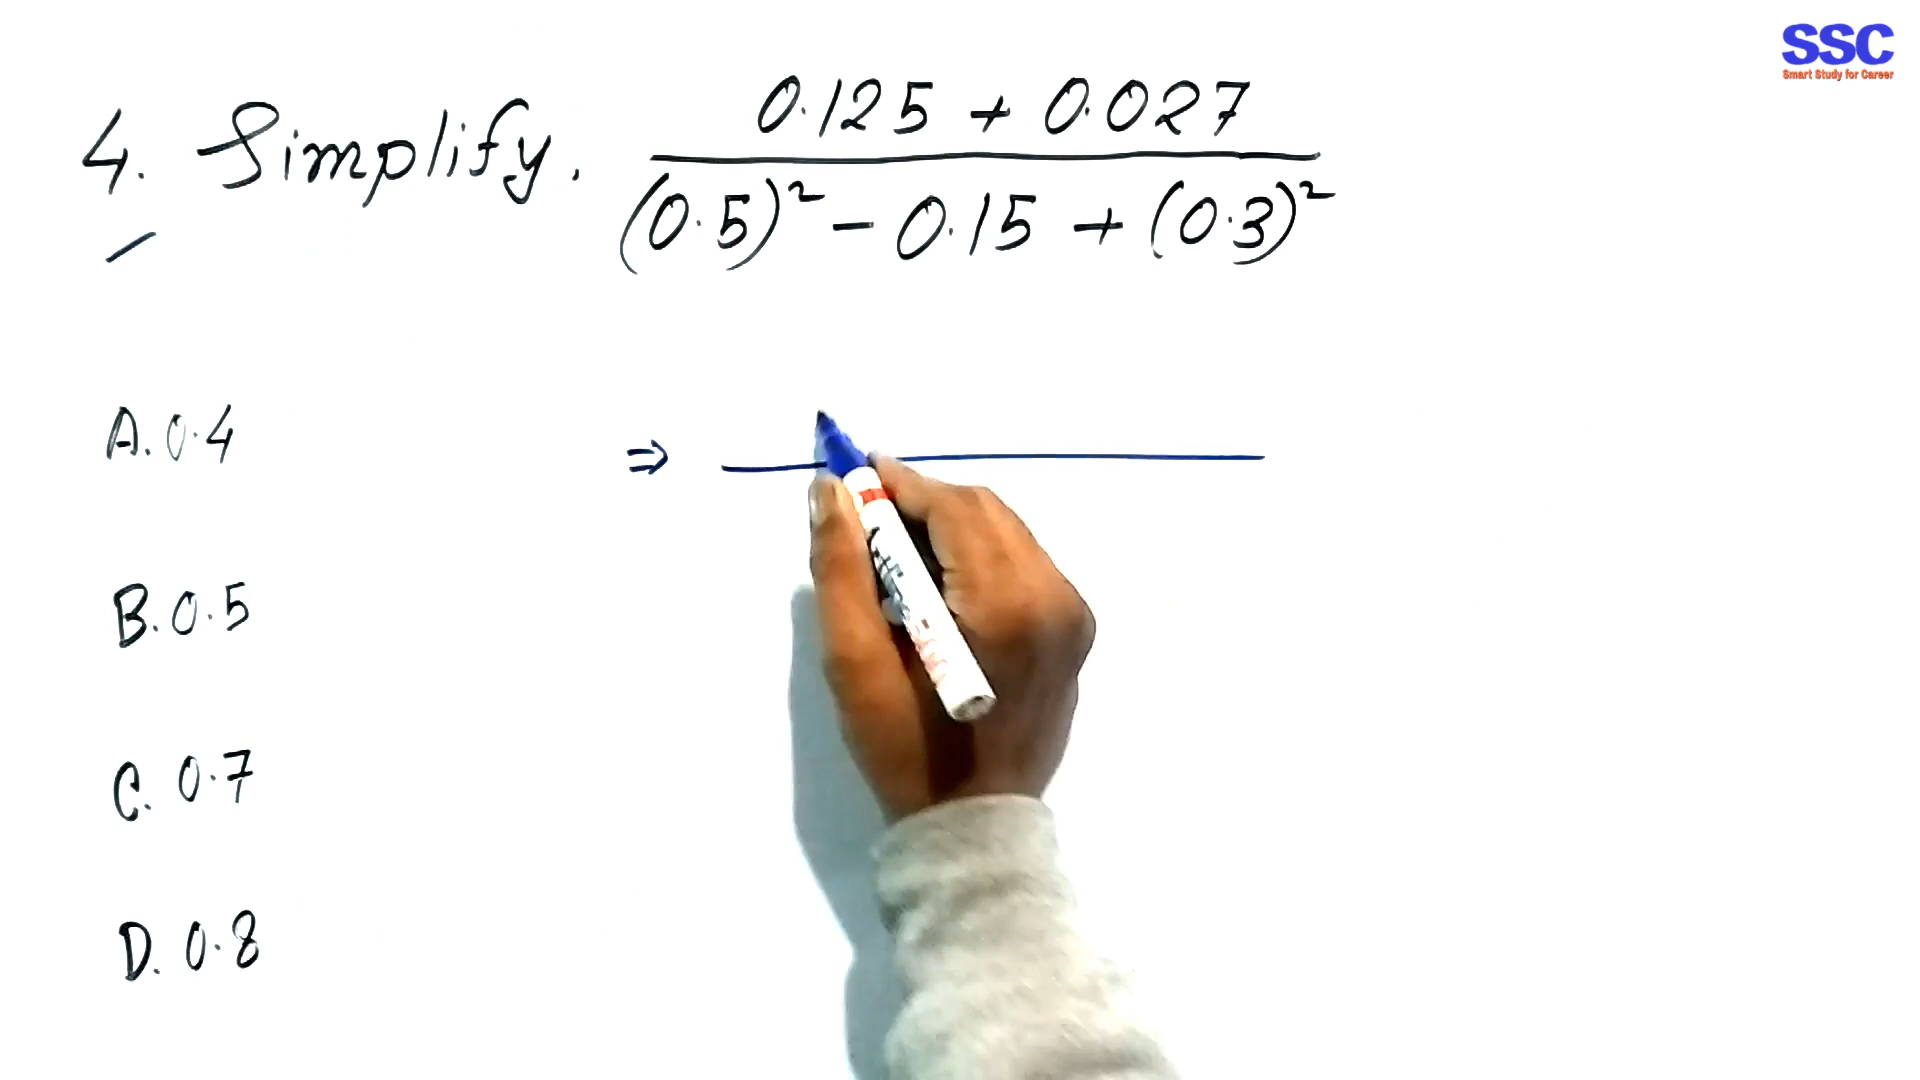 SSC
Smart Study for Career
4. Simplify. 0.125 + 0.027
(0.5)² - 0.15 + (0.3)²
A. 0.4
⇒
B. 0.5
C. 0.7
D. 0.8